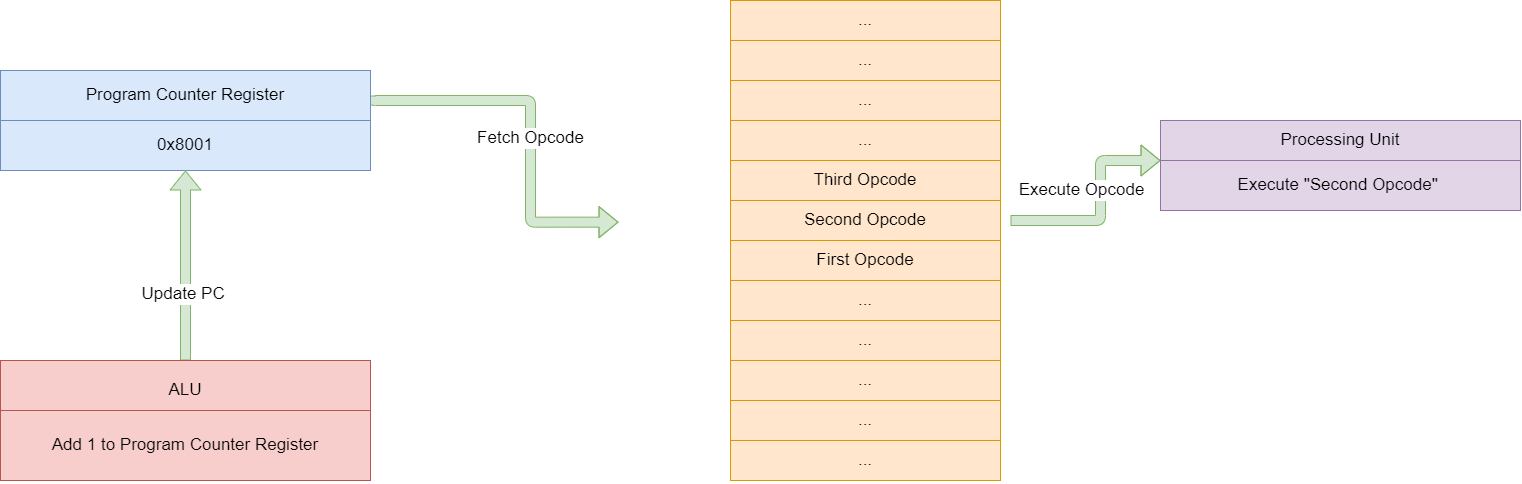 Program Counter Register
0x8001
Fetch Opcode
Update PC
ALU
Add 1 to Program Counter Register
...
...
...
...
Third Opcode
Second Opcode
First Opcode
...
...
...
...
...
Execute Opcode
Processing Unit
Execute "Second Opcode"